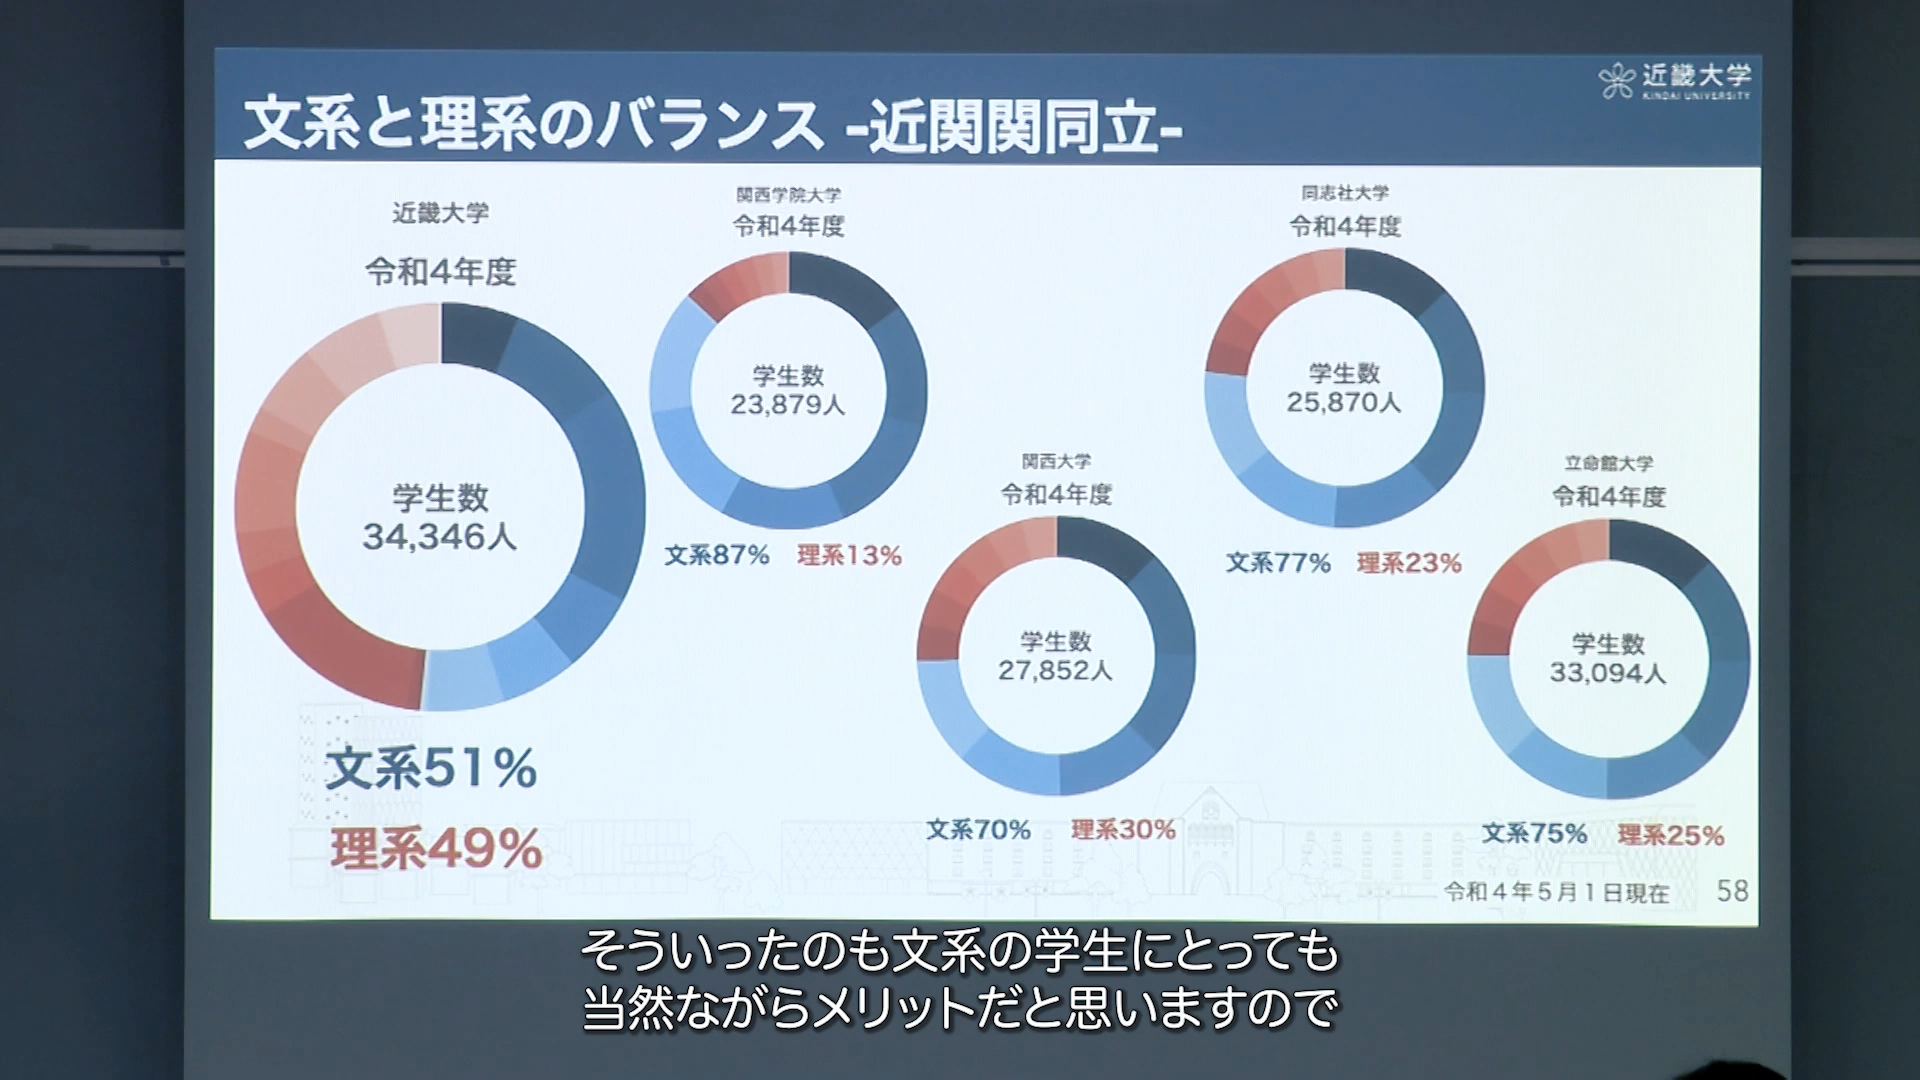 文系と理系のバランス -近関関同立-
近畿大学
KINDAI UNIVERSITY
近畿大学
令和4年度
学生数
34,346人
文系51%
理系49%
関西学院大学
令和4年度
学生数
23,879人
文系87% 理系13%
関西大学
令和4年度
学生数
27,852人
文系70% 理系30%
同志社大学
令和4年度
学生数
25,870人
文系77% 理系23%
立命館大学
令和4年度
学生数
33,094人
文系75% 理系25%
令和4年5月1日現在 58
そういったのも文系の学生にとっても
当然ながらメリットだと思いますので